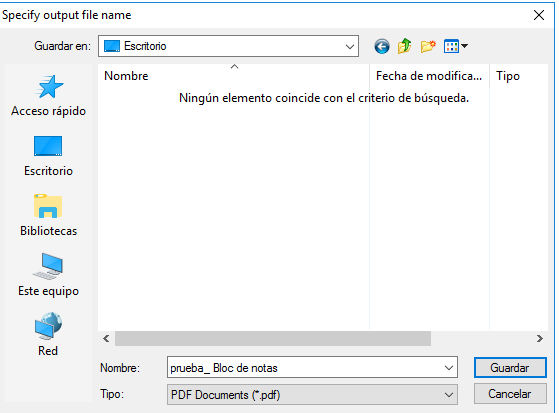 Specify output file name
Guardar en: Escritorio
Nombre Fecha de modifica... Tipo
Ningún elemento coincide con el criterio de búsqueda.
Acceso rápido
Escritorio
Bibliotecas
Este equipo
Red
Nombre: prueba_ Bloc de notas Guardar
Tipo: PDF Documents (*.pdf) Cancelar